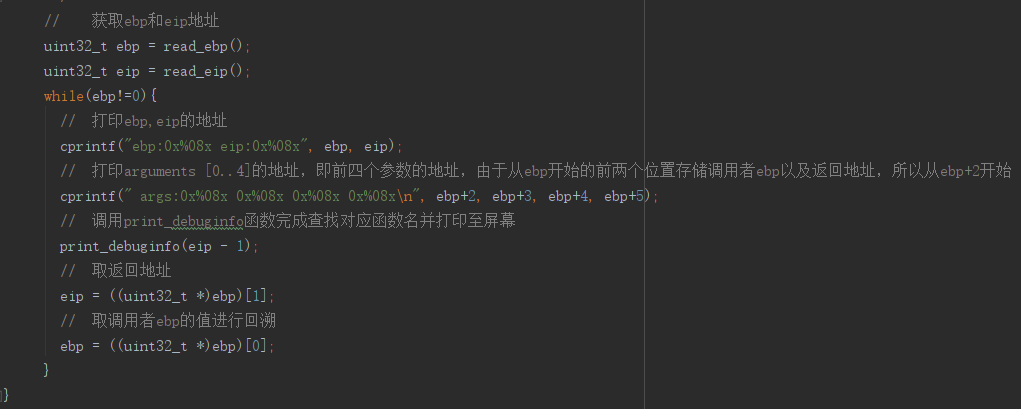 //   获取ebp和eip地址
uint32_t ebp = read_ebp();
uint32_t eip = read_eip();
while(ebp!=0){
// 打印ebp,eip的地址
cprintf("ebp:0x%08x eip:0x%08x", ebp, eip);
// 打印arguments [0..4]的地址，即前四个参数的地址，由于从ebp开始的前两个位置存储调用者ebp以及返回地址，所以从ebp+2开始
cprintf(" args:0x%08x 0x%08x 0x%08x 0x%08x\n", ebp+2, ebp+3, ebp+4, ebp+5);
// 调用print_debuginfo函数完成查找对应函数名并打印至屏幕
print_debuginfo(eip - 1);
// 取返回地址
eip = ((uint32_t *)ebp)[1];
// 取调用者ebp的值进行回溯
ebp = ((uint32_t *)ebp)[0];
}
}